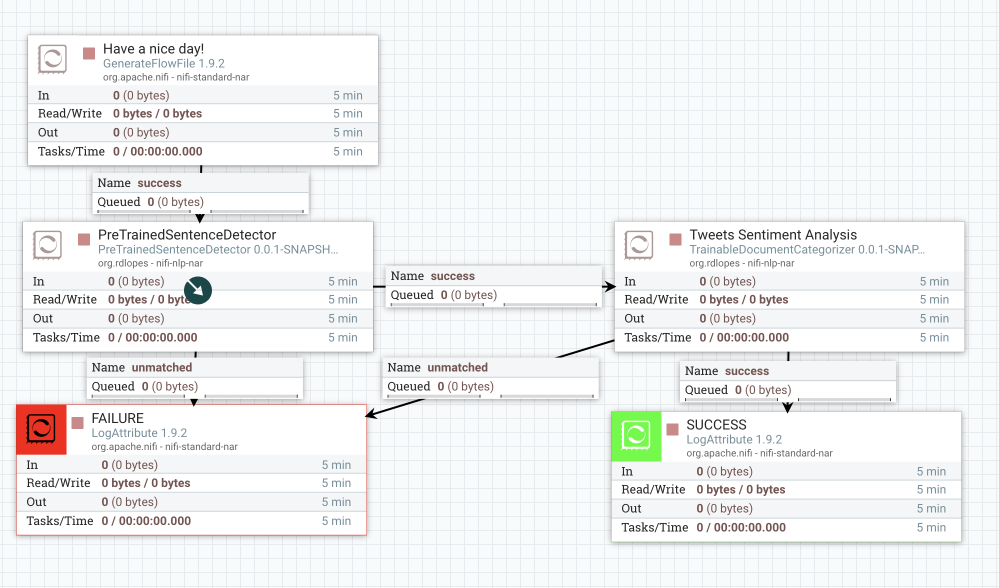 Have a nice day!
GenerateFlowFile 1.9.2
org.apache.nifi - nifi-standard-nar
In 0 (0 bytes) 5 min
Read/Write 0 bytes / 0 bytes 5 min
Out 0 (0 bytes) 5 min
Tasks/Time 0 / 00:00:00.000 5 min
Name success
Queued 0 (0 bytes)
PreTrainedSentenceDetector
PreTrainedSentenceDetector 0.0.1-SNAPSH...
org.rdlopes - nifi-nlp-nar
In 0 (0 bytes) 5 min
Read/Write 0 bytes / 0 byte 5 min
Out 0 (0 bytes) 5 min
Tasks/Time 0 / 00:00:00.000 5 min
Name success
Queued 0 (0 bytes)
Tweets Sentiment Analysis
TrainableDocumentCategorizer 0.0.1-SNAP...
org.rdlopes - nifi-nlp-nar
In 0 (0 bytes) 5 min
Read/Write 0 bytes / 0 bytes 5 min
Out 0 (0 bytes) 5 min
Tasks/Time 0 / 00:00:00.000 5 min
Name unmatched
Queued 0 (0 bytes)
Name unmatched
Queued 0 (0 bytes)
Name success
Queued 0 (0 bytes)
FAILURE
LogAttribute 1.9.2
org.apache.nifi - nifi-standard-nar
In 0 (0 bytes) 5 min
Read/Write 0 bytes / 0 bytes 5 min
Out 0 (0 bytes) 5 min
Tasks/Time 0 / 00:00:00.000 5 min
SUCCESS
LogAttribute 1.9.2
org.apache.nifi - nifi-standard-nar
In 0 (0 bytes) 5 min
Read/Write 0 bytes / 0 bytes 5 min
Out 0 (0 bytes) 5 min
Tasks/Time 0 / 00:00:00.000 5 min